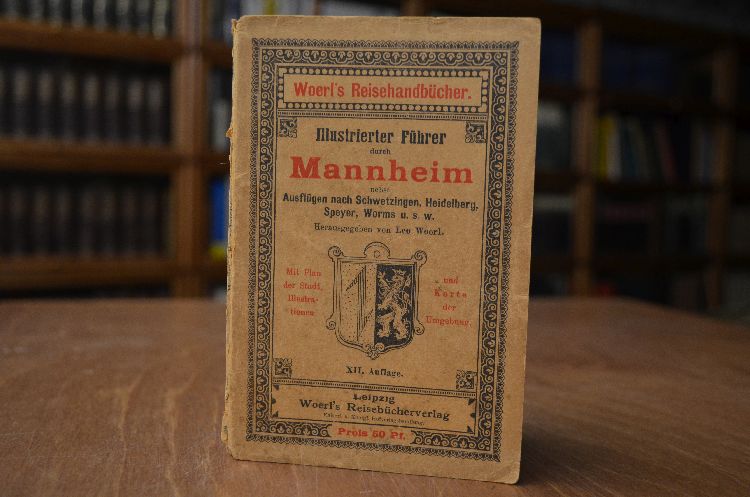 Woerl's Reisehandbücher.
Illustrierter Führer
durch
Mannheim
nebst
Ausflügen nach Schwetzingen, Heidelberg,
Speyer, Worms u. s. w.
Herausgegeben von Leo Woerl.
Mit Plan
der Stadt,
Illustra-
tionen
und
Karte
der
Umgebung.
XII. Auflage.
Leipzig
Woerl's Reisebücherverlag
Preis 50 Pf.